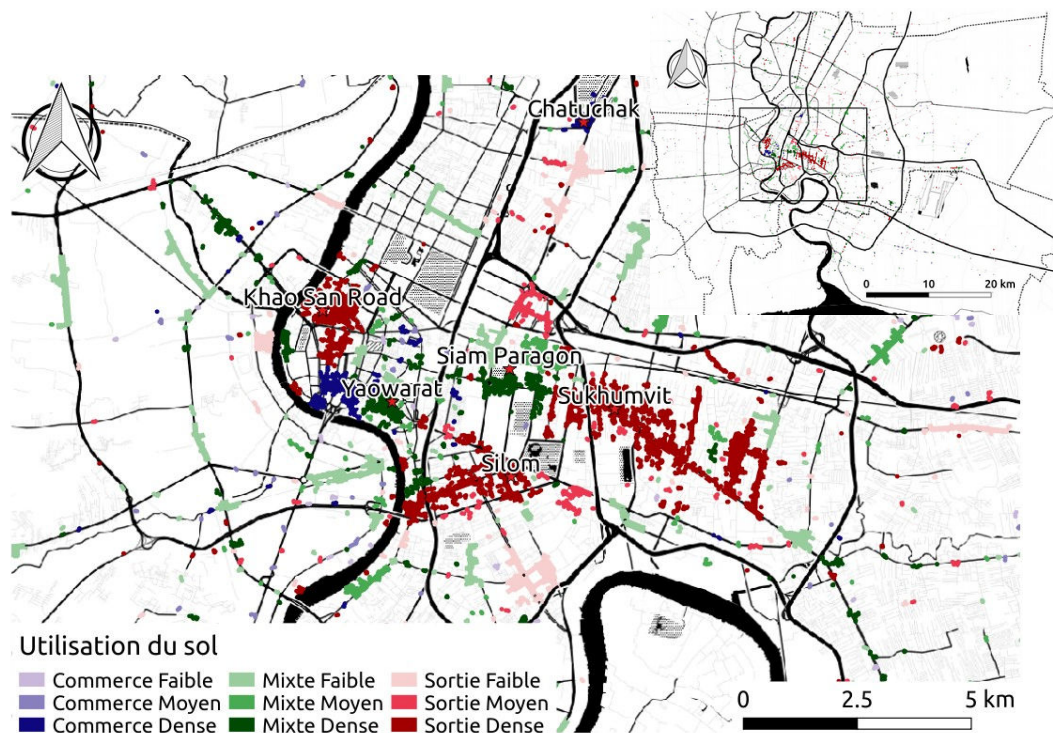 Chatuchak
0 10 20 km
Khao San Road
Siam Paragon
Yaowarat
Sukhumvit
Silom
Utilisation du sol
Commerce Faible Mixte Faible Sortie Faible
Commerce Moyen Mixte Moyen Sortie Moyen
Commerce Dense Mixte Dense Sortie Dense
0 2.5 5 km